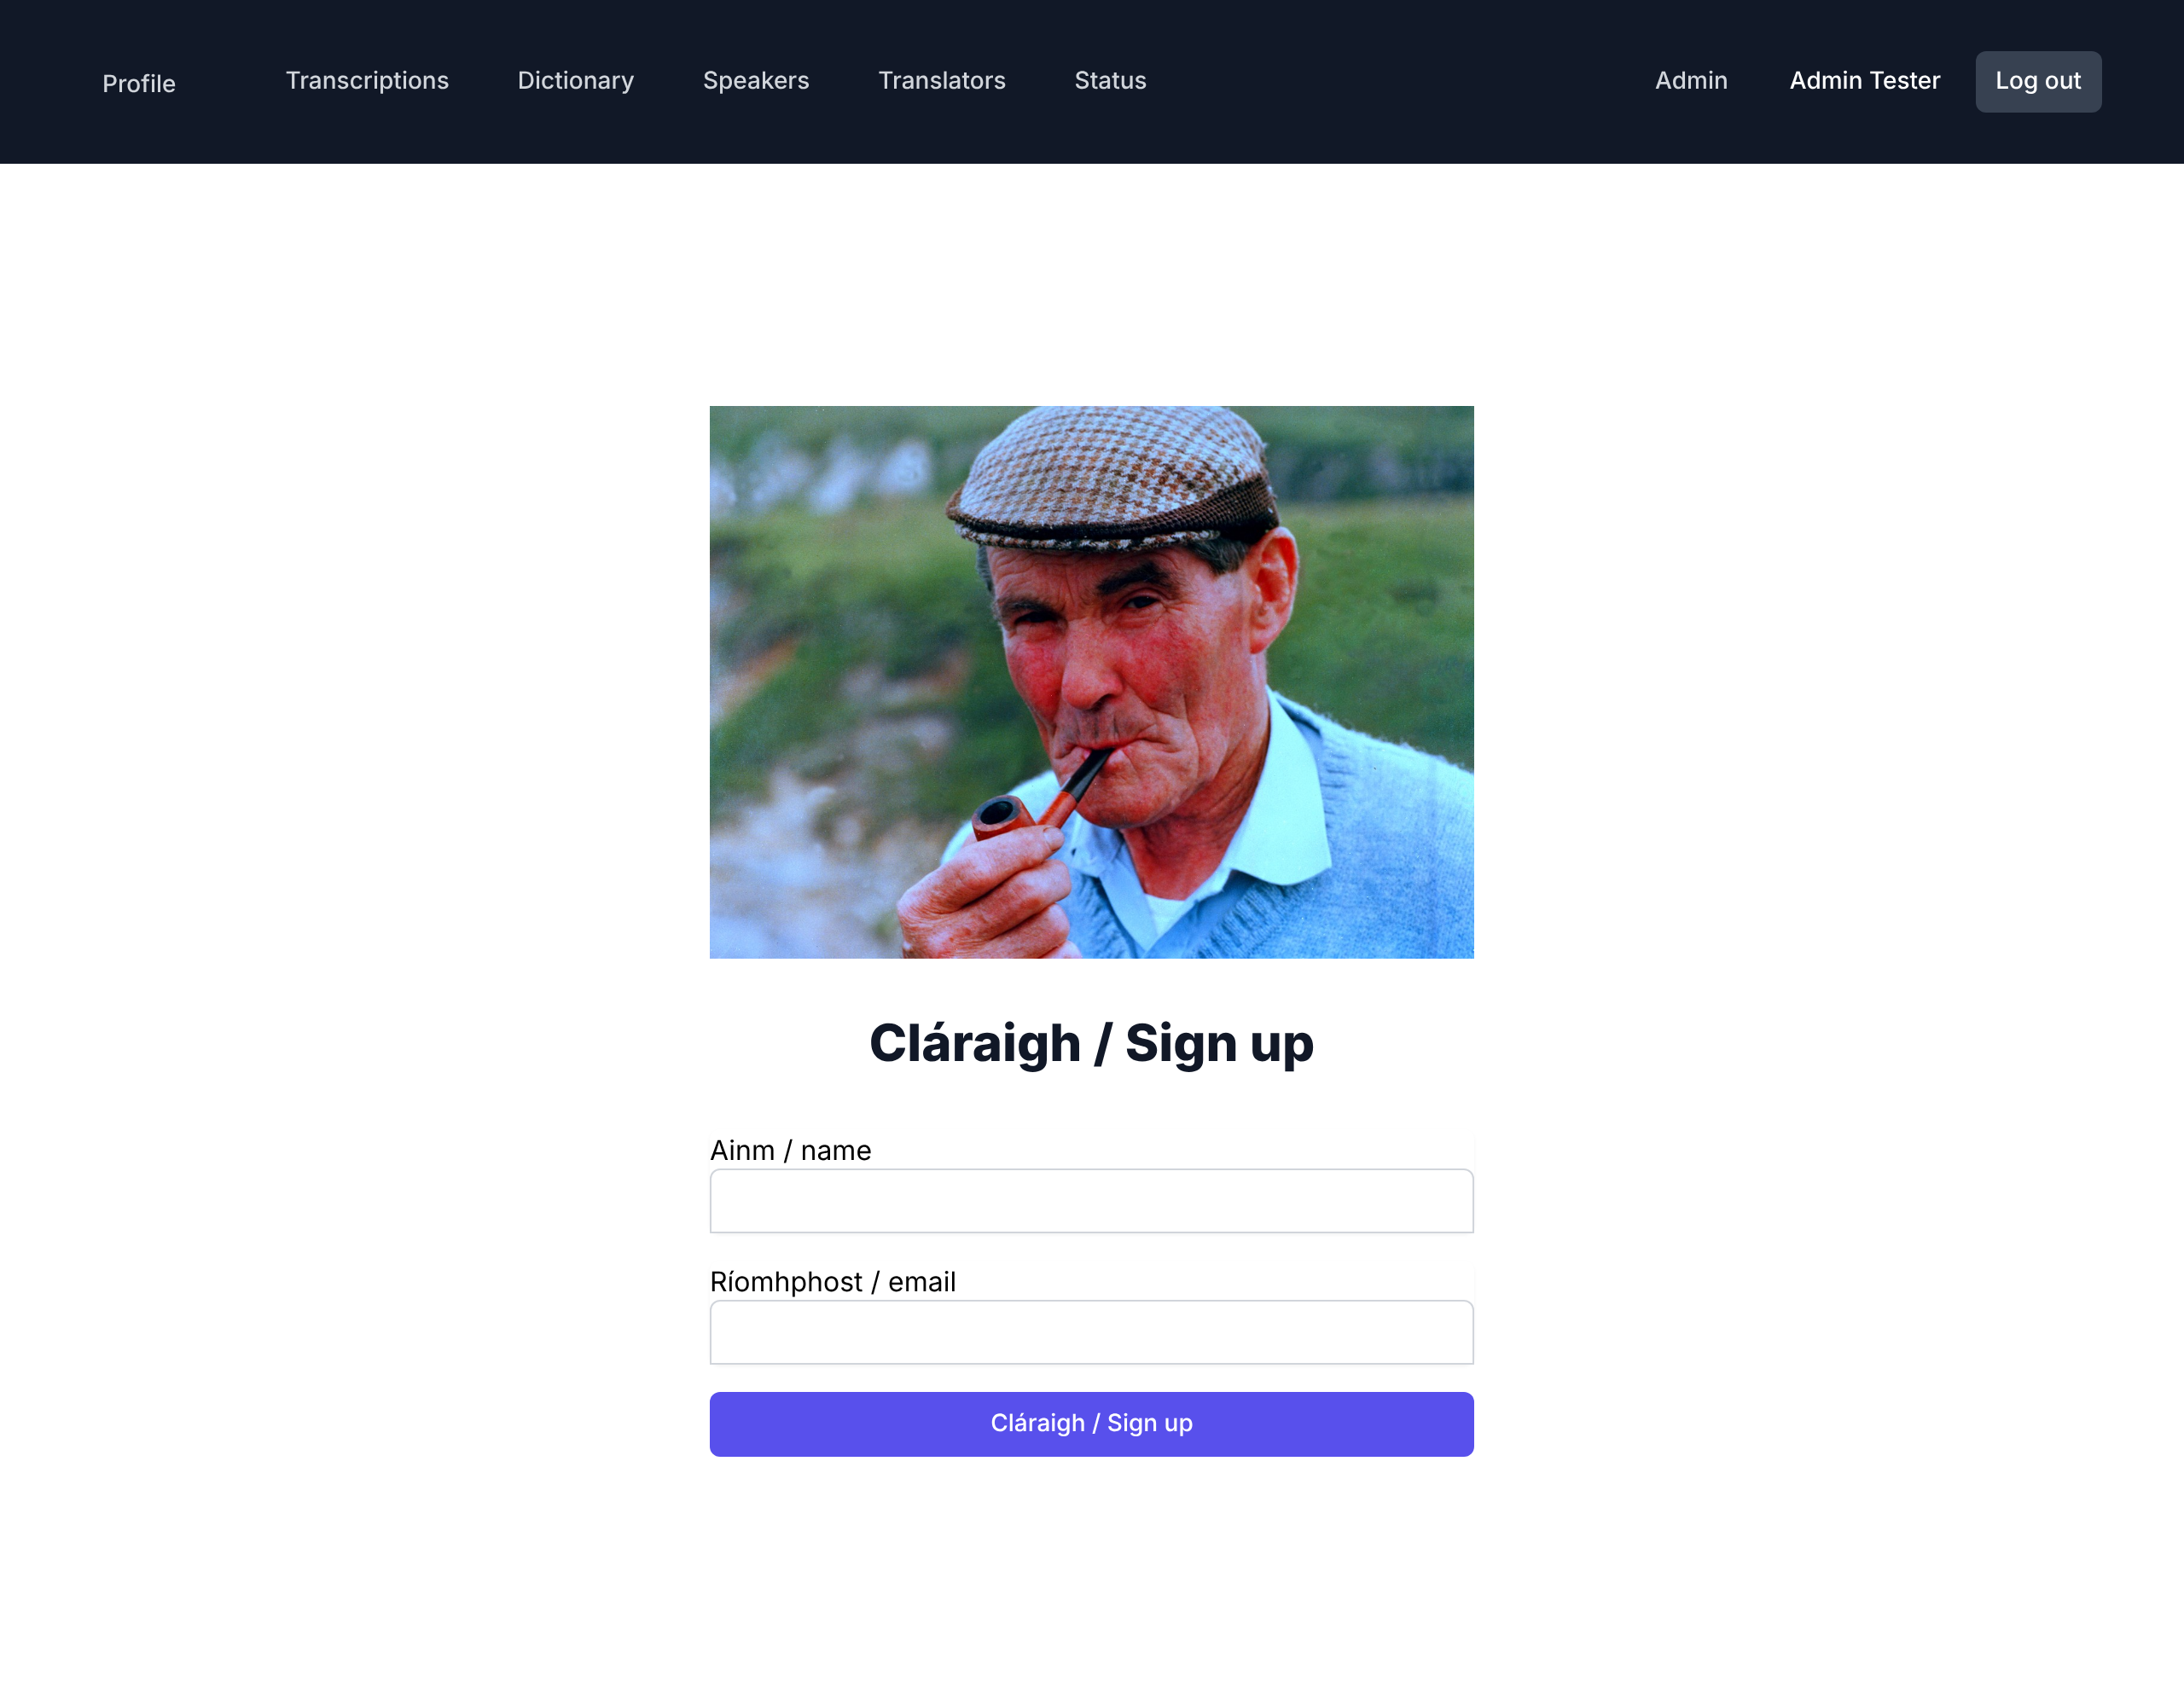 Profile Transcriptions Dictionary Speakers Translators Status Admin Admin Tester Log out
Cláraigh / Sign up
Ainm / name
Ríomhphost / email
Cláraigh / Sign up